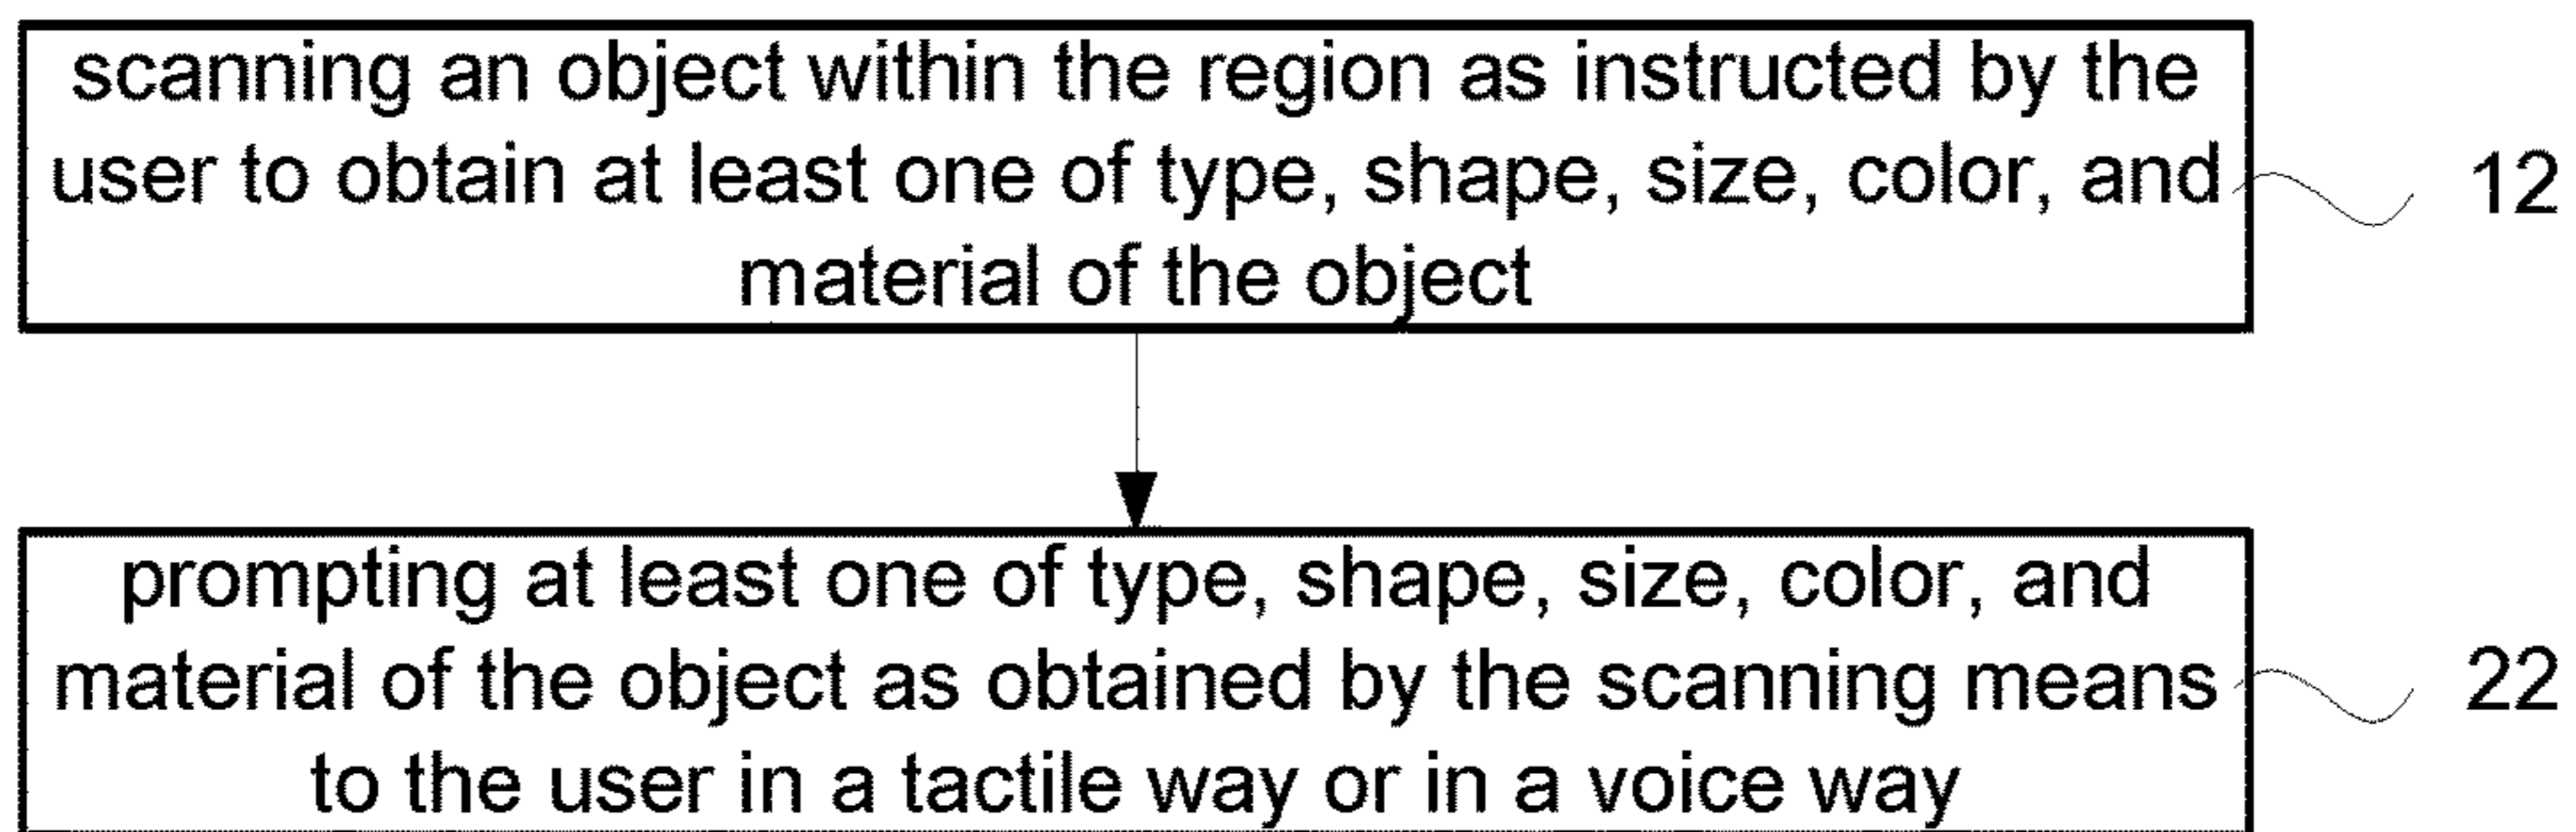 scanning an object within the region as instructed by the
user to obtain at least one of type, shape, size, color, and
material of the object
12
prompting at least one of type, shape, size, color, and
material of the object as obtained by the scanning means
to the user in a tactile way or in a voice way
22